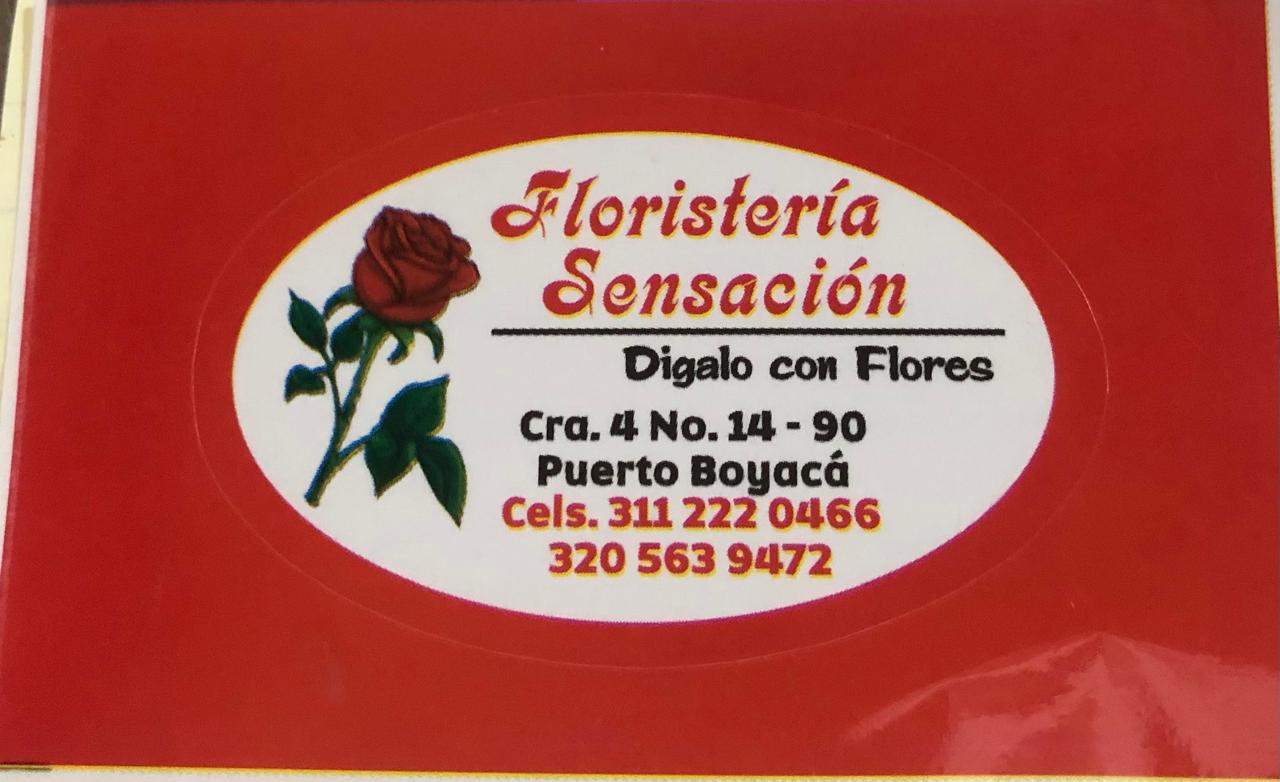 Floristería
Sensación
Digalo con Flores
Cra. 4 No. 14 - 90
Puerto Boyacá
Cels. 311 222 0466
320 563 9472